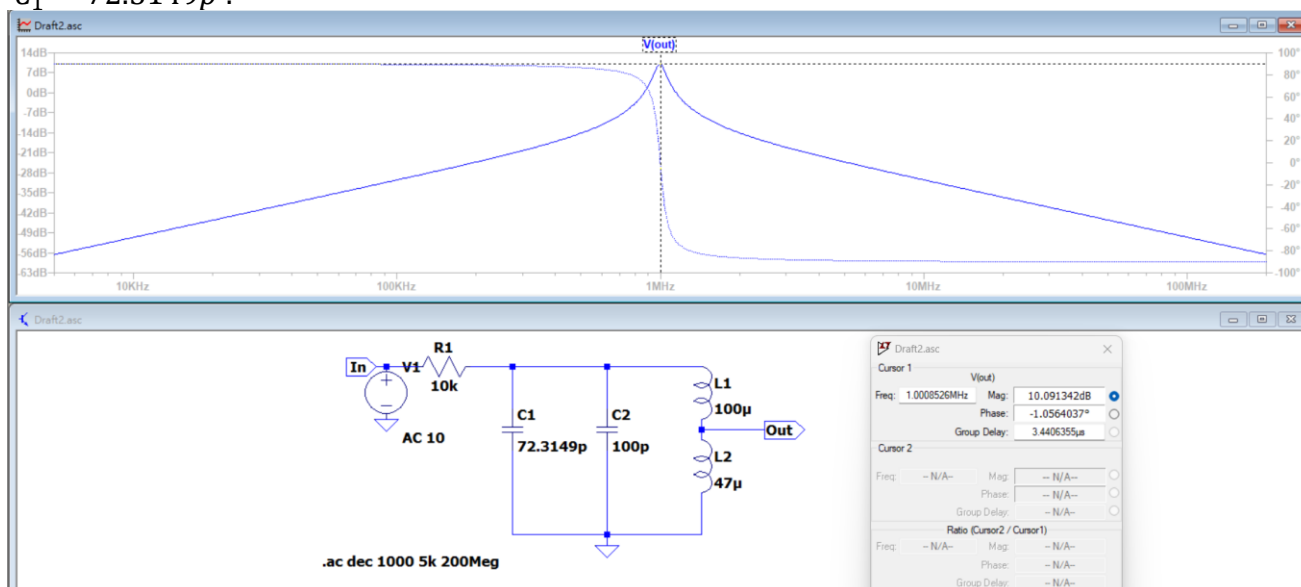 C₁ 72.3149p .
Draft2.asc
V(out)
14dB
7dB
0dB
-7dB
-14dB
-21dB
-28dB
-35dB
-42dB
-49dB
-56dB
-63dB
100°
80°
60°
40°
20°
0°
-20°
-40°
-60°
-80°
-100°
10KHz
100KHz
1MHz
10MHz
100MHz
Draft2.asc
In
V1
R1
10k
AC 10
C1
72.3149p
C2
100p
L1
100µ
Out
L2
47µ
.ac dec 1000 5k 200Meg
Draft2.asc
Cursor 1
V(out)
Freq: 1.0008526MHz Mag: 10.091342dB
Phase: -1.0564037°
Group Delay: 3.4406355µs
Cursor 2
Freq: -- N/A-- Mag: -- N/A--
Phase: -- N/A--
Group Delay: -- N/A--
Ratio (Cursor2 / Cursor1)
Freq: -- N/A-- Mag: -- N/A--
Phase: -- N/A--
Group Delay: -- N/A--